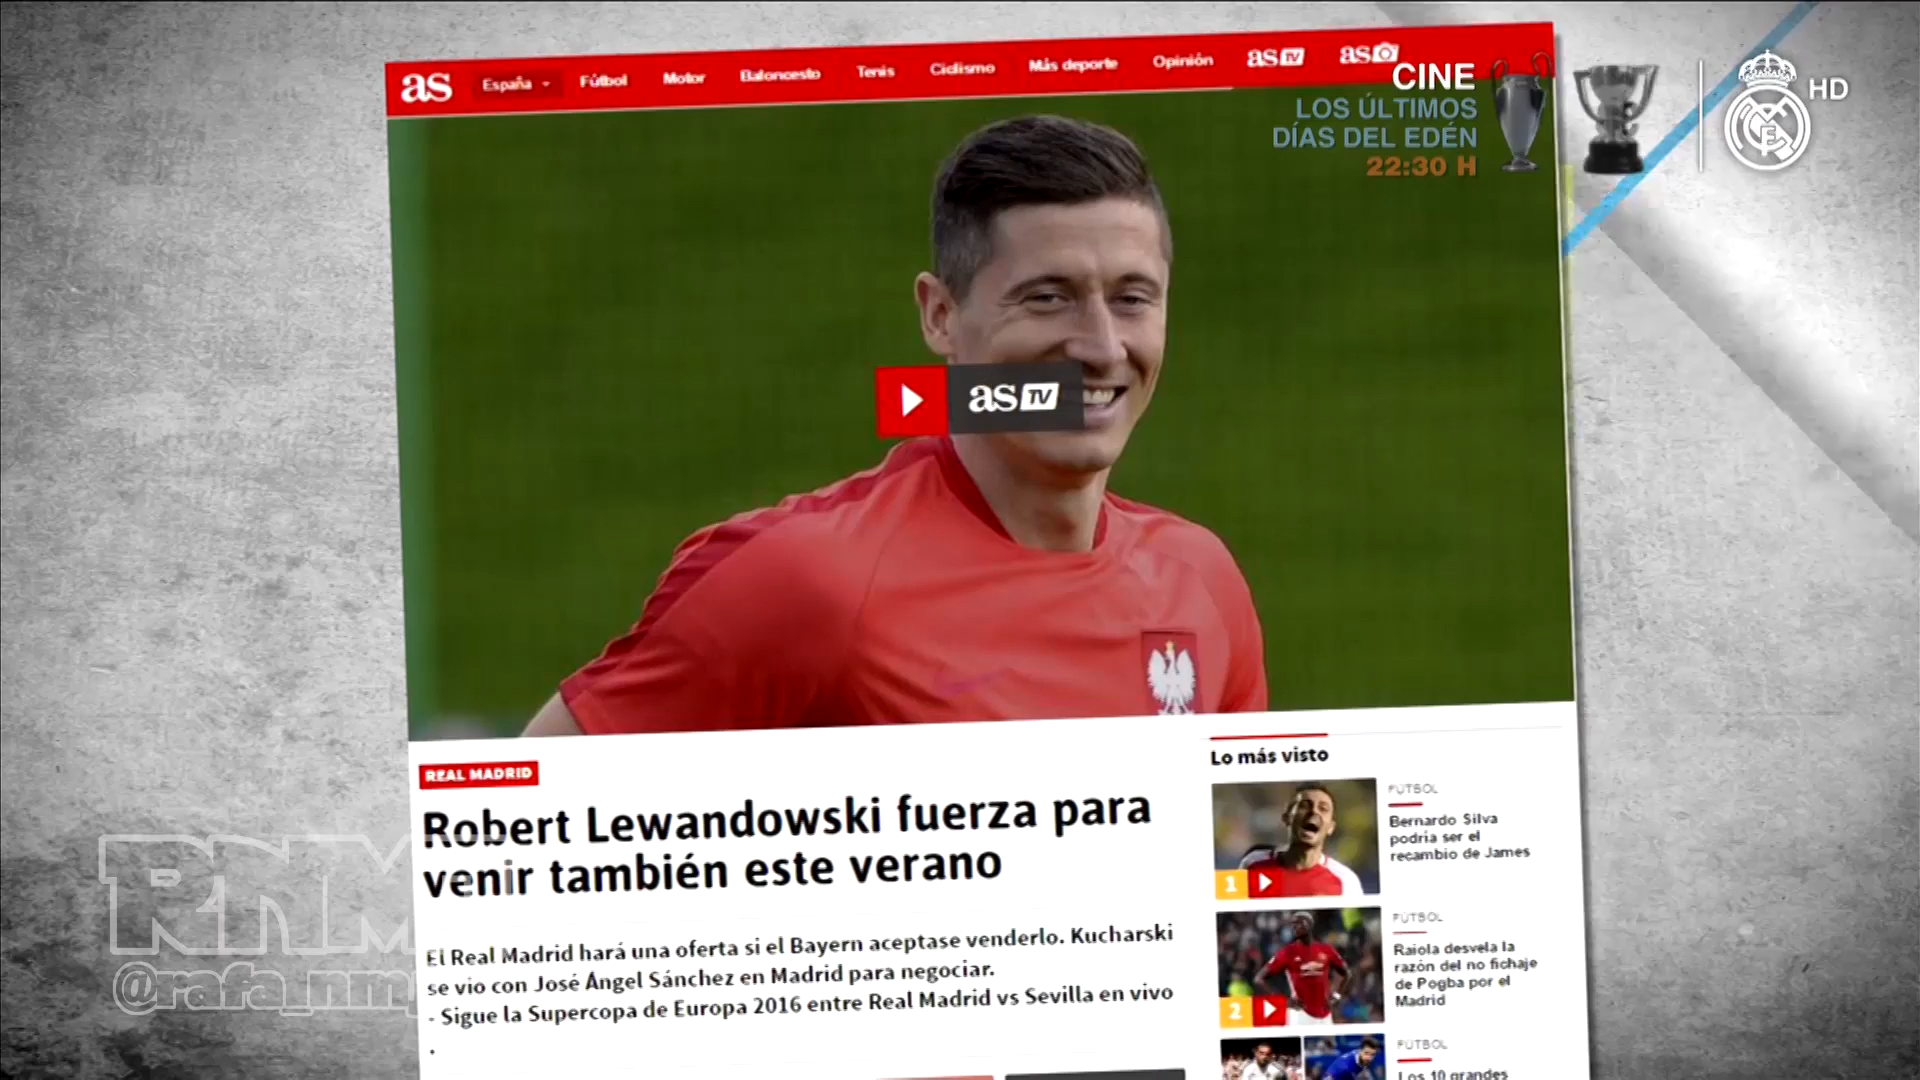 as España Fútbol Motor Baloncesto Tenis Ciclismo Más deporte Opinión as TV as
CINE
LOS ÚLTIMOS
DÍAS DEL EDÉN
22:30 H
HD
as TV
REAL MADRID
Robert Lewandowski fuerza para
venir también este verano
El Real Madrid hará una oferta si el Bayern aceptase venderlo. Kucharski
se vio con José Ángel Sánchez en Madrid para negociar.
- Sigue la Supercopa de Europa 2016 entre Real Madrid vs Sevilla en vivo
.
Lo más visto
FÚTBOL
Bernardo Silva
podría ser el
recambio de James
1
FÚTBOL
Raiola desvela la
razón del no fichaje
de Pogba por el
Madrid
2
FÚTBOL
Los 10 grandes
RNM
@rafa_nm